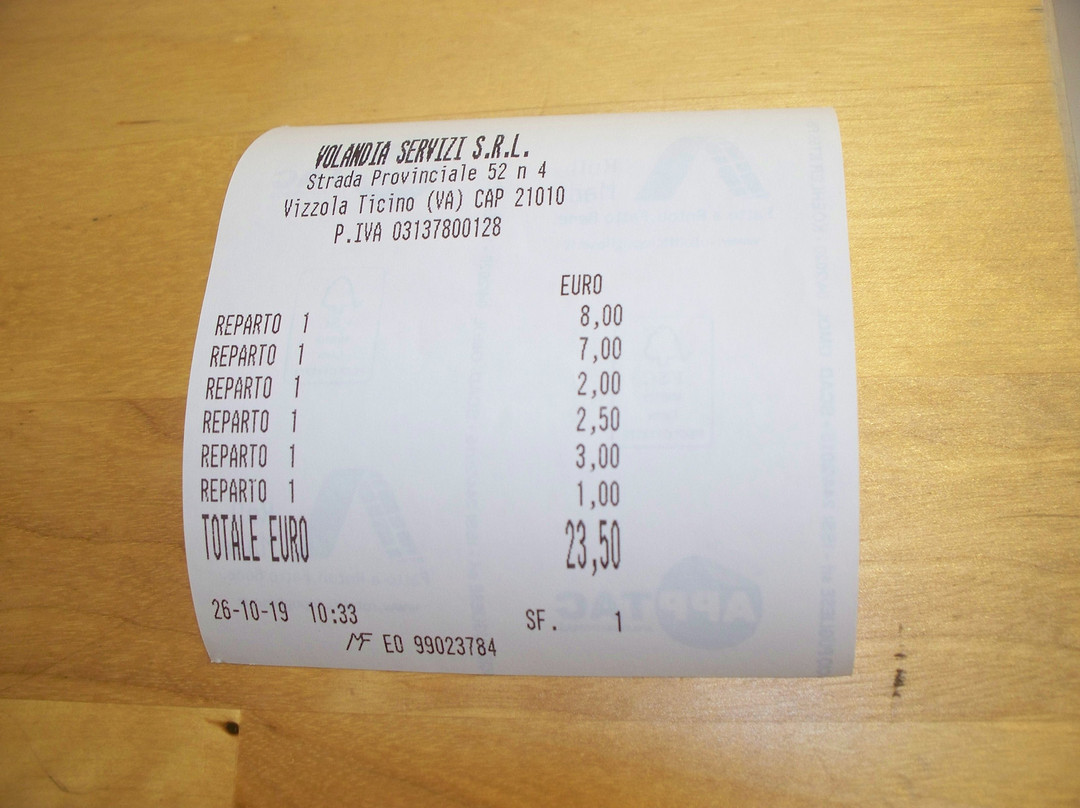 VOLANDIA SERVIZI S.R.L.
Strada Provinciale 52 n 4
Vizzola Ticino (VA) CAP 21010
P.IVA 03137800128
EURO
REPARTO 1 8,00
REPARTO 1 7,00
REPARTO 1 2,00
REPARTO 1 2,50
REPARTO 1 3,00
REPARTO 1 1,00
TOTALE EURO 23,50
26-10-19 10:33 SF. 1
MF EO 99023784